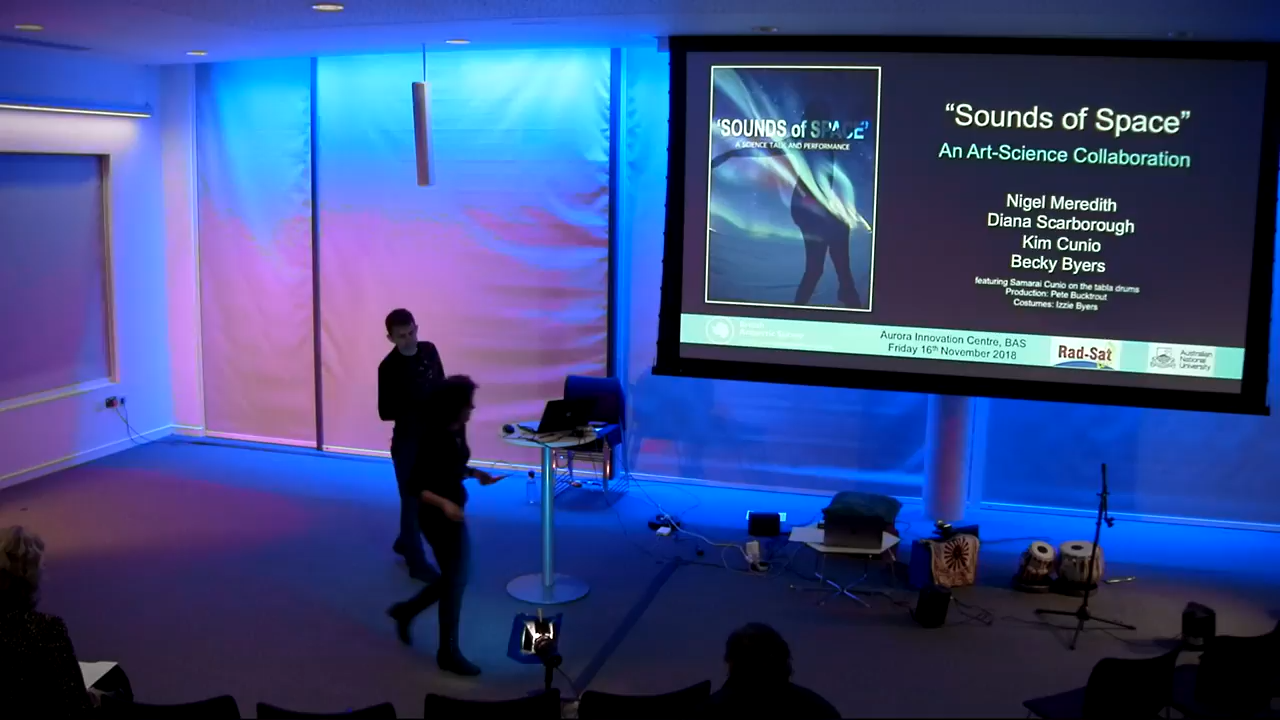 'SOUNDS of SPACE'
A SCIENCE TALK AND PERFORMANCE
“Sounds of Space”
An Art-Science Collaboration
Nigel Meredith
Diana Scarborough
Kim Cunio
Becky Byers
featuring Samarai Cunio on the tabla drums
Production: Pete Bucktrout
Costumes: Izzie Byers
Aurora Innovation Centre, BAS
Friday 16th November 2018
Rad-Sat
Australian
National
University